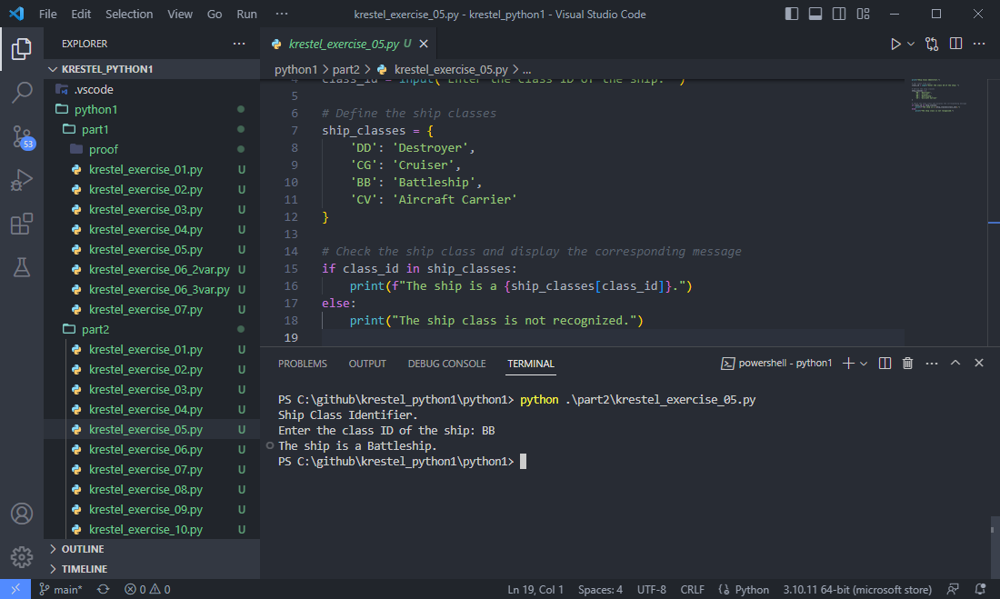 File Edit Selection View Go Run ··· krestel_exercise_05.py - krestel_python1 - Visual Studio Code
EXPLORER ···
KRESTEL_PYTHON1
.vscode
python1
part1
proof
krestel_exercise_01.py U
krestel_exercise_02.py U
krestel_exercise_03.py U
krestel_exercise_04.py U
krestel_exercise_05.py U
krestel_exercise_06_2var.py U
krestel_exercise_06_3var.py U
krestel_exercise_07.py U
part2
krestel_exercise_01.py U
krestel_exercise_02.py U
krestel_exercise_03.py U
krestel_exercise_04.py U
krestel_exercise_05.py U
krestel_exercise_06.py U
krestel_exercise_07.py U
krestel_exercise_08.py U
krestel_exercise_09.py U
krestel_exercise_10.py U
OUTLINE
TIMELINE
53
krestel_exercise_05.py U
python1 > part2 > krestel_exercise_05.py > ...
4 class_id = input("Enter the class ID of the ship: ")
5
6 # Define the ship classes
7 ship_classes = {
8 'DD': 'Destroyer',
9 'CG': 'Cruiser',
10 'BB': 'Battleship',
11 'CV': 'Aircraft Carrier'
12 }
13
14 # Check the ship class and display the corresponding message
15 if class_id in ship_classes:
16 print(f"The ship is a {ship_classes[class_id]}.")
17 else:
18 print("The ship class is not recognized.")
19
PROBLEMS OUTPUT DEBUG CONSOLE TERMINAL powershell - python1
PS C:\github\krestel_python1\python1> python .\part2\krestel_exercise_05.py
Ship Class Identifier.
Enter the class ID of the ship: BB
The ship is a Battleship.
PS C:\github\krestel_python1\python1>
main* 0 0 Ln 19, Col 1 Spaces: 4 UTF-8 CRLF Python 3.10.11 64-bit (microsoft store)